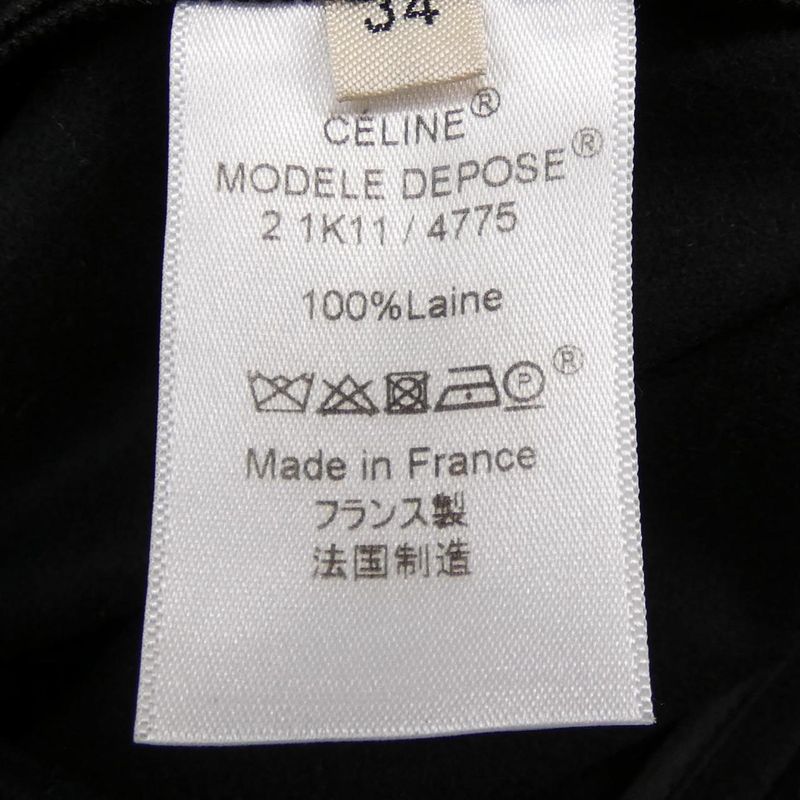 34
CÉLINE®
MODELE DEPOSE®
2 1K11 / 4775
100%Laine
P ®
Made in France
フランス製
法国制造